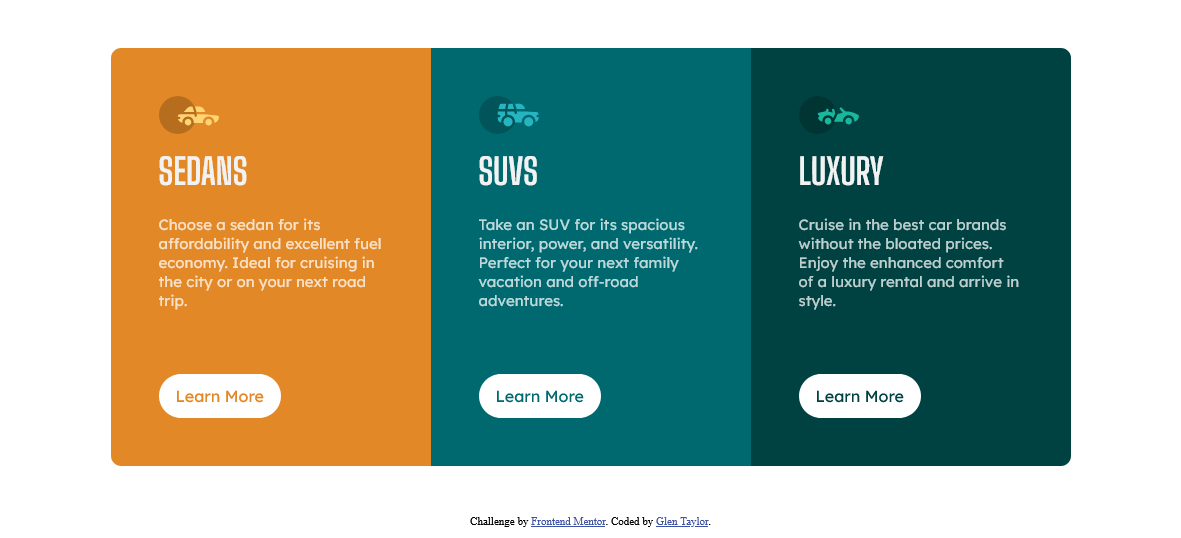 SEDANS
Choose a sedan for its
affordability and excellent fuel
economy. Ideal for cruising in
the city or on your next road
trip.
Learn More
SUVS
Take an SUV for its spacious
interior, power, and versatility.
Perfect for your next family
vacation and off-road
adventures.
Learn More
LUXURY
Cruise in the best car brands
without the bloated prices.
Enjoy the enhanced comfort
of a luxury rental and arrive in
style.
Learn More
Challenge by Frontend Mentor. Coded by Glen Taylor.